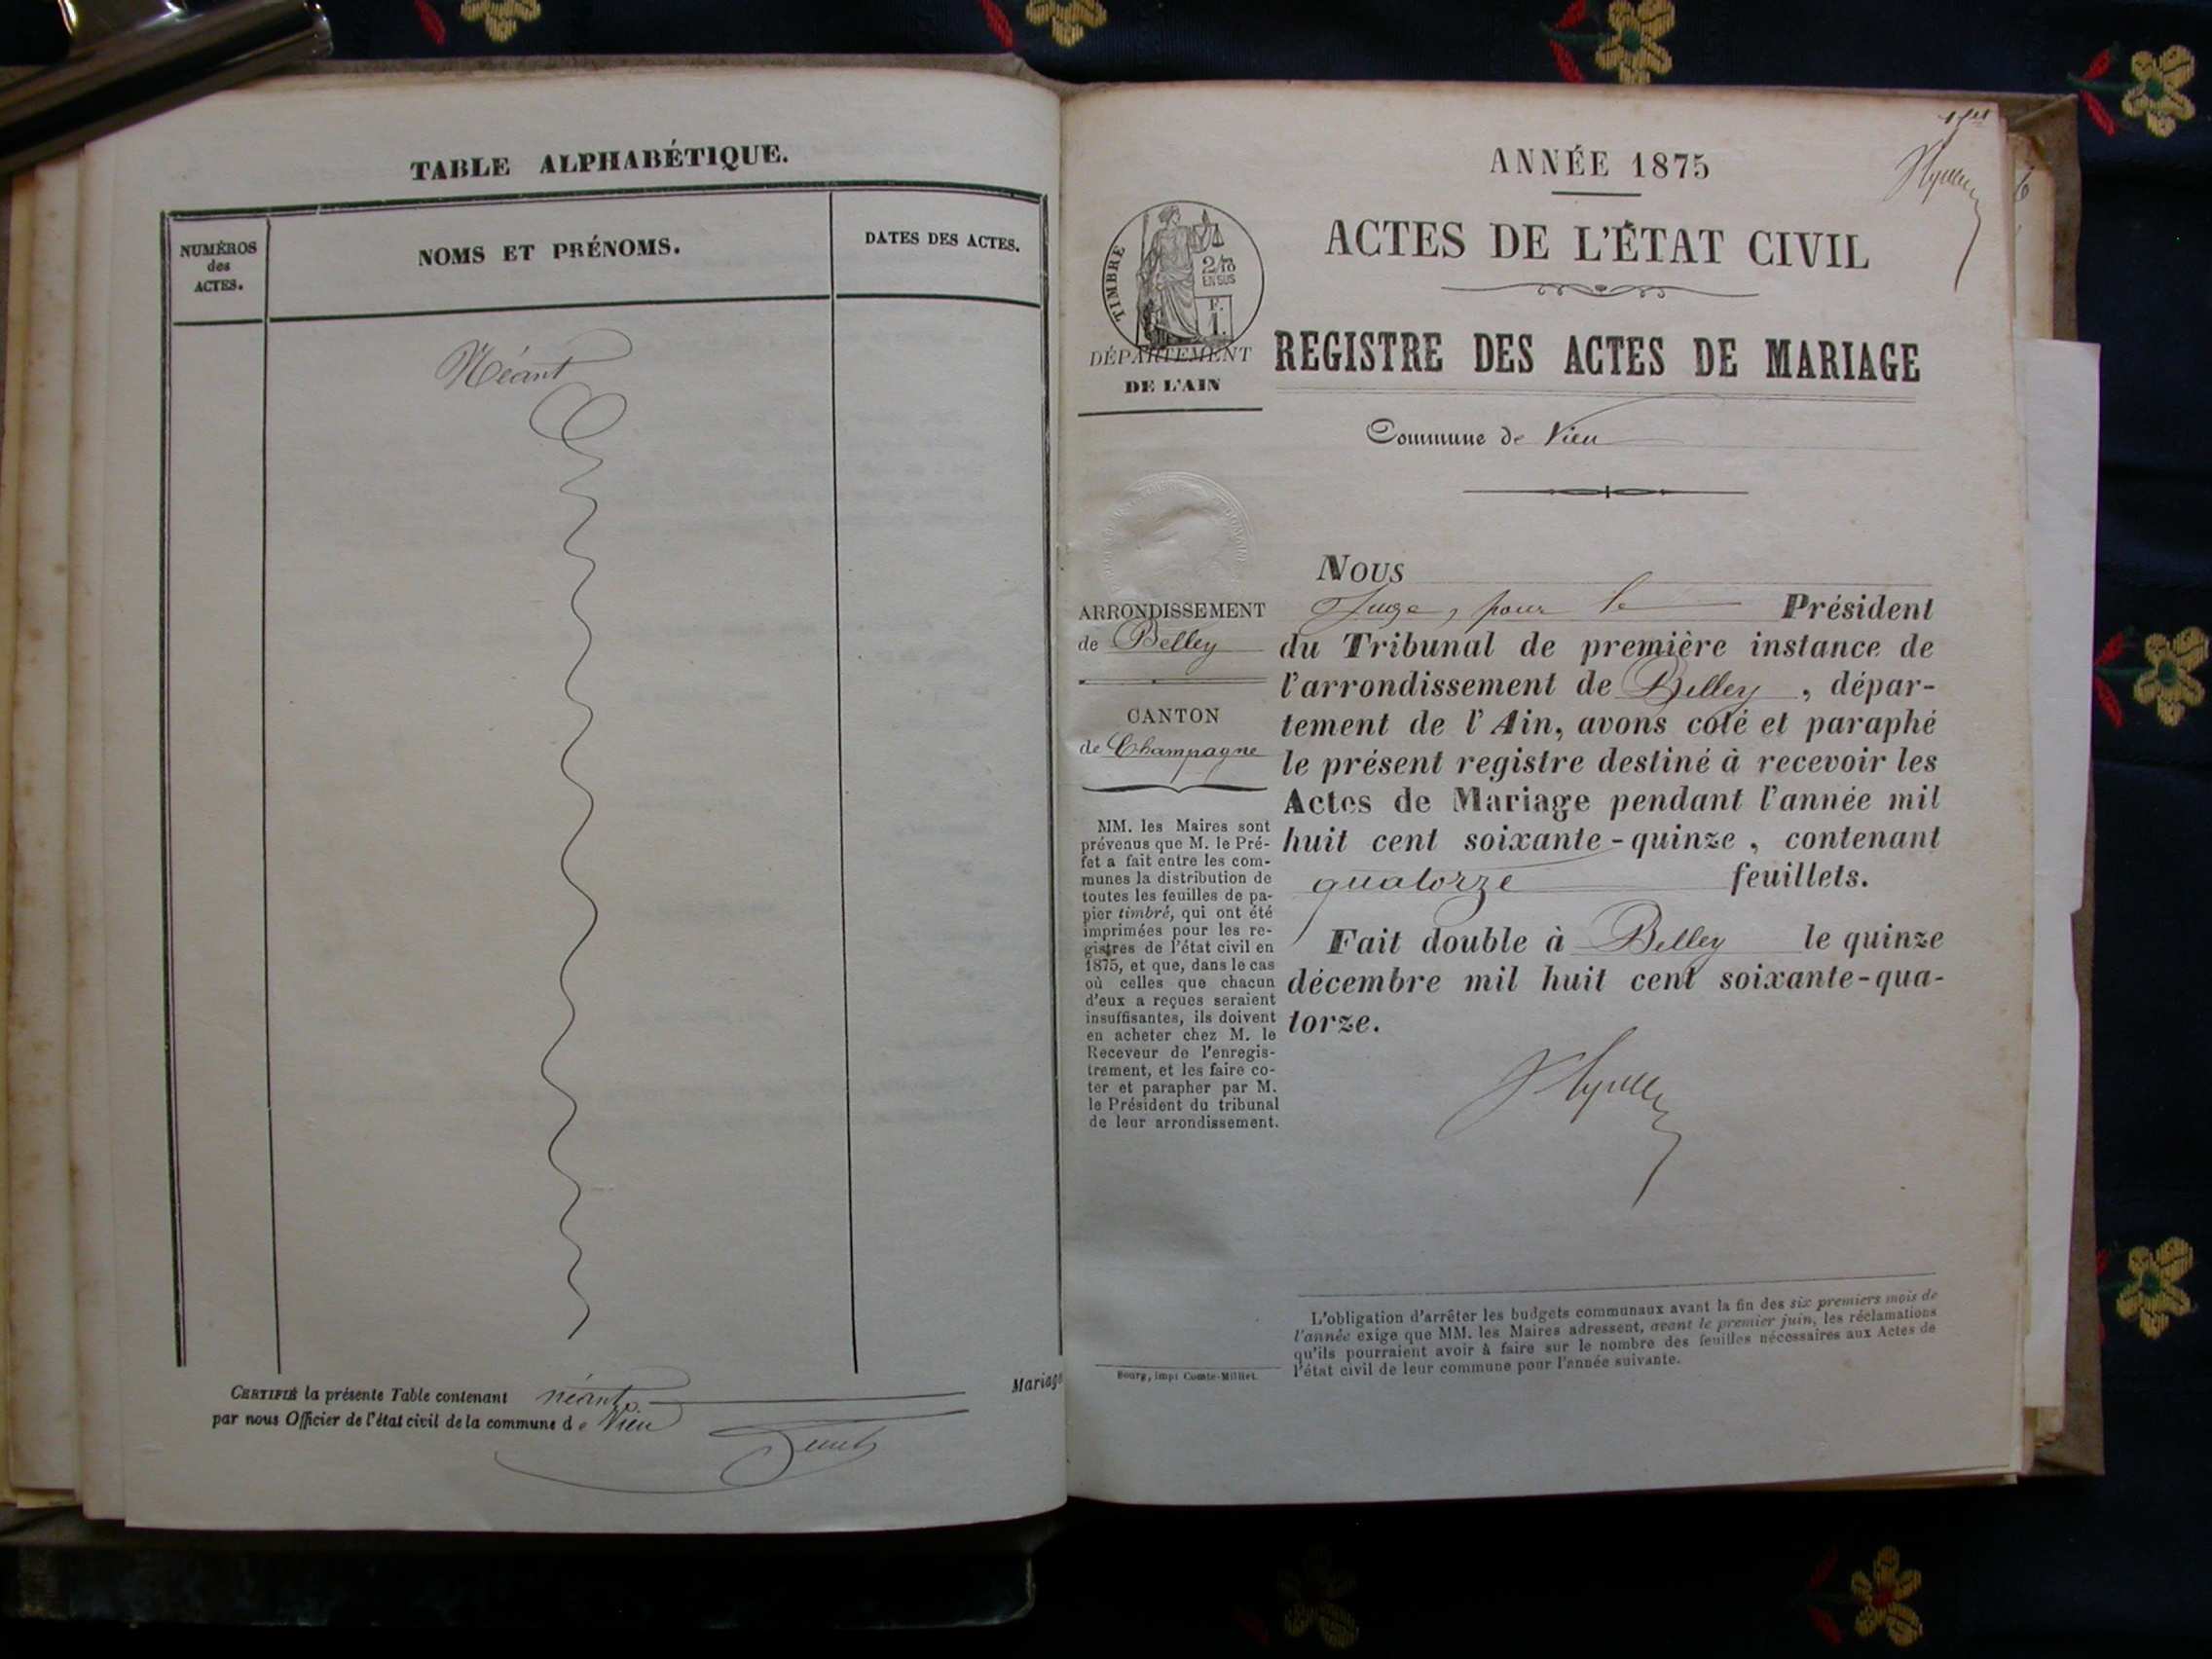 TABLE ALPHABÉTIQUE.
NUMÉROS
des
ACTES.
NOMS ET PRÉNOMS.
DATES DES ACTES.
Néant
CERTIFIÉ la présente Table contenant néant
par nous Officier de l'état civil de la commune de Vieu
Mariage
1er
ANNÉE 1875
ACTES DE L'ÉTAT CIVIL
TIMBRE
2/10
EN SUS
F.
1.
DÉPARTEMENT
DE L'AIN
REGISTRE DES ACTES DE MARIAGE
Commune de Vieu
ARRONDISSEMENT
de Belley
CANTON
de Champagne
MM. les Maires sont
prévenus que M. le Pré-
fet a fait entre les com-
munes la distribution de
toutes les feuilles de pa-
pier timbré, qui ont été
imprimées pour les re-
gistres de l'état civil en
1875, et que, dans le cas
où celles que chacun
d'eux a reçues seraient
insuffisantes, ils doivent
en acheter chez M. le
Receveur de l'enregis-
trement, et les faire co-
ter et parapher par M.
le Président du tribunal
de leur arrondissement.
Nous
Juge, pour le Président
du Tribunal de première instance de
l'arrondissement de Belley, dépar-
tement de l'Ain, avons coté et paraphé
le présent registre destiné à recevoir les
Actes de Mariage pendant l'année mil
huit cent soixante-quinze, contenant
quatorze feuillets.
Fait double à Belley le quinze
décembre mil huit cent soixante-qua-
torze.
L'obligation d'arrêter les budgets communaux avant la fin des six premiers mois de
l'année exige que MM. les Maires adressent, avant le premier juin, les réclamations
qu'ils pourraient avoir à faire sur le nombre des feuilles nécessaires aux Actes de
l'état civil de leur commune pour l'année suivante.
Bourg, impr Comte-Milliet.